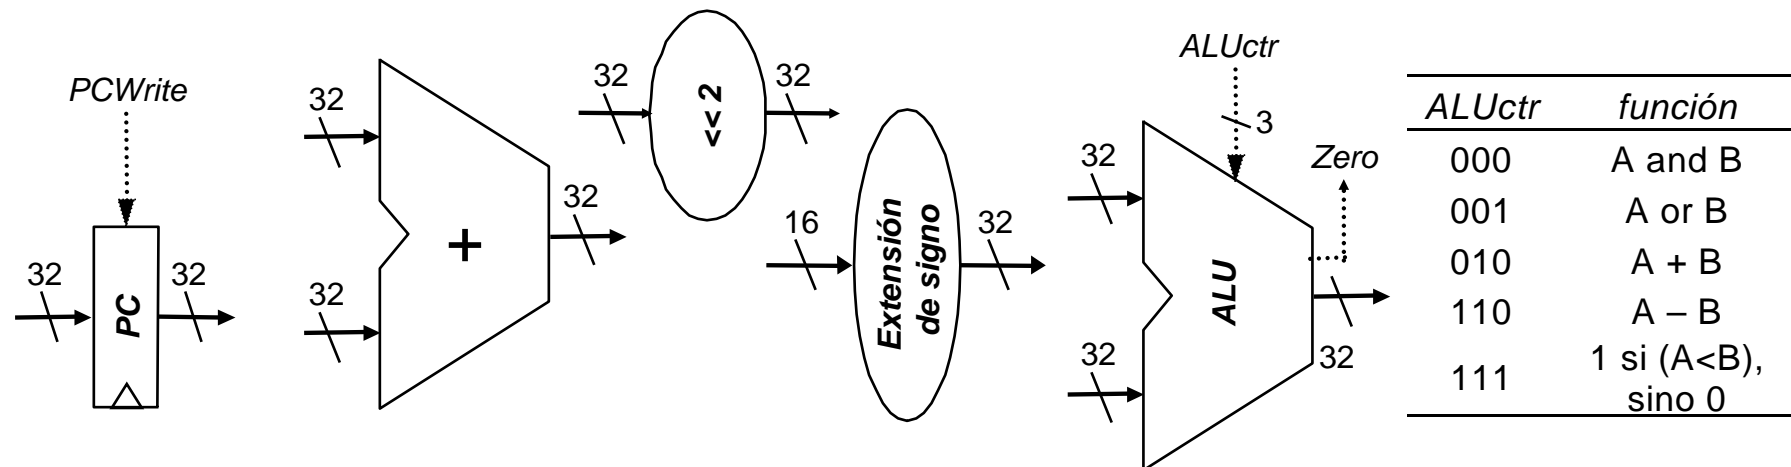 PCWrite
32
32
PC
32
32
32
+
32
32
<< 2
16
32
Extensión
de signo
ALUctr
3
Zero
32
32
32
ALU
ALUctr función
000 A and B
001 A or B
010 A + B
110 A – B
111 1 si (A<B),
sino 0